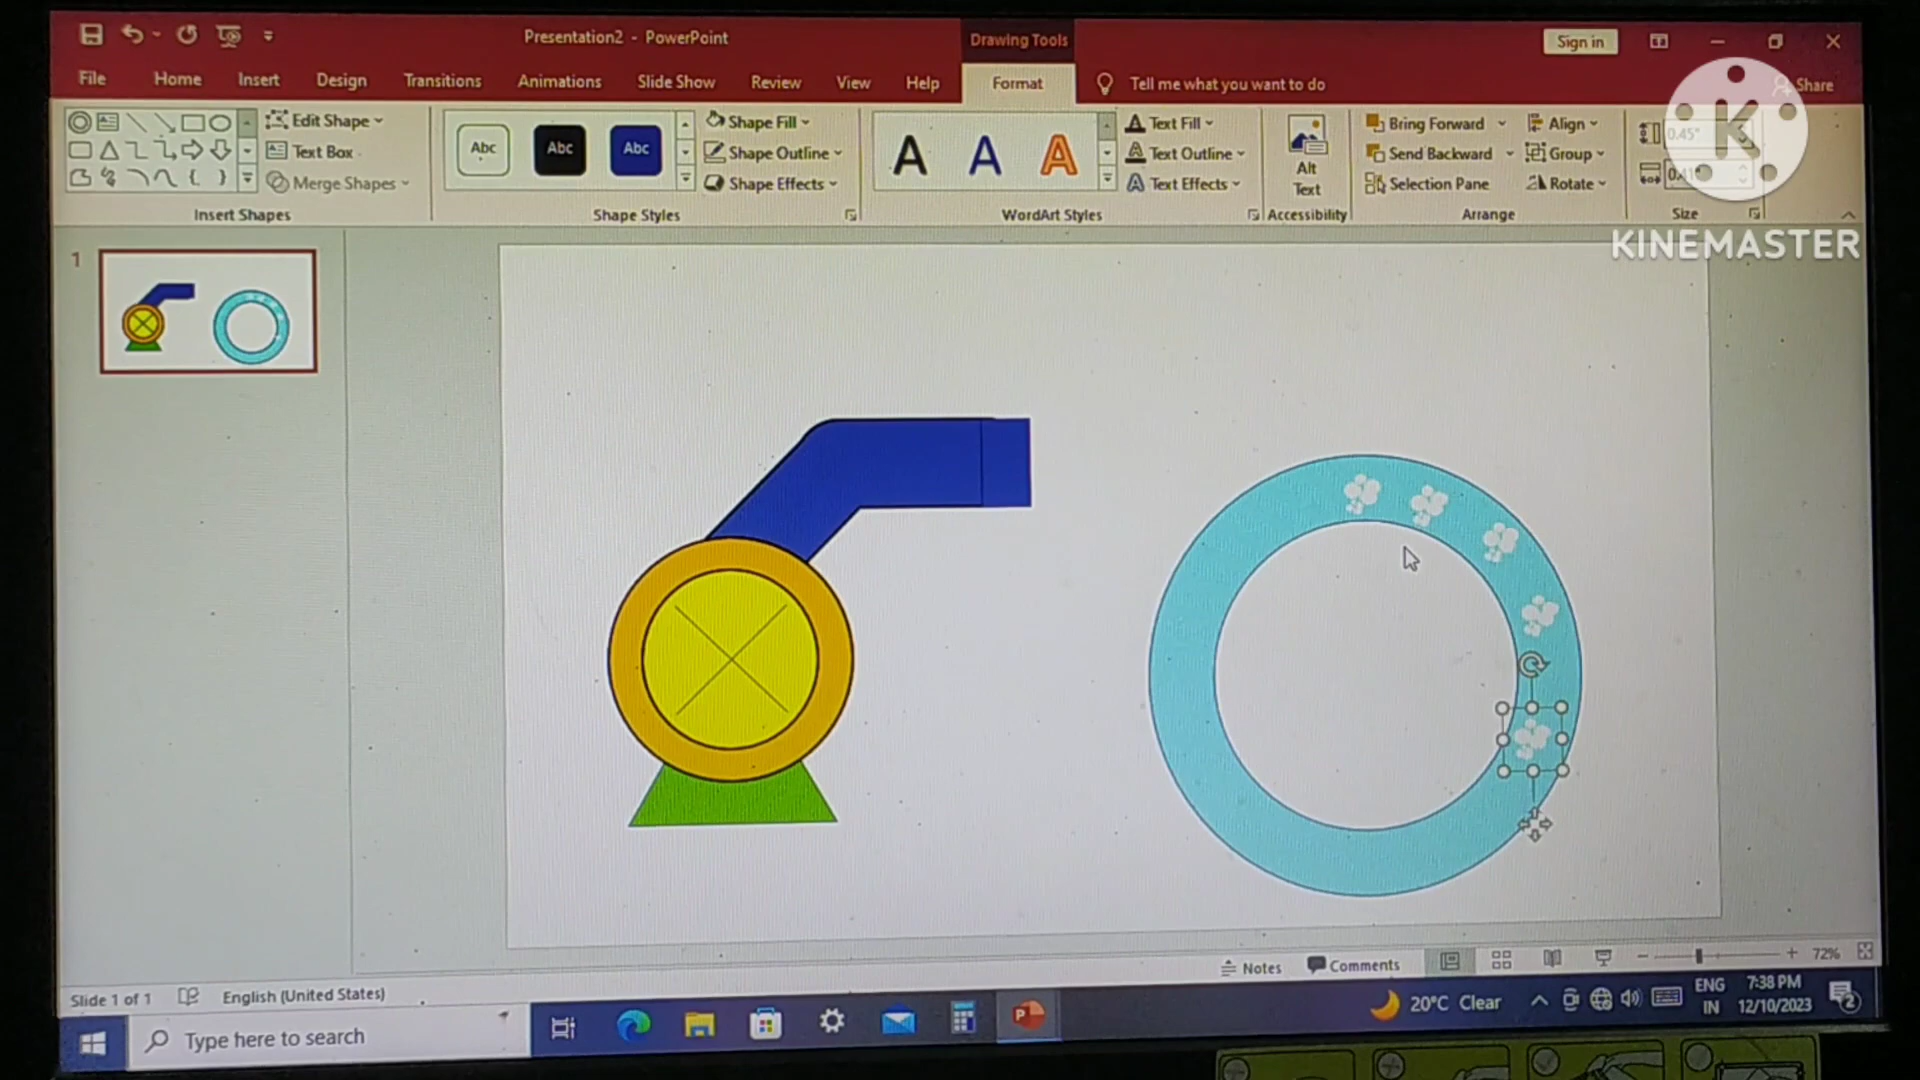 Presentation2 - PowerPoint
Drawing Tools
Sign in
File Home Insert Design Transitions Animations Slide Show Review View Help Format Tell me what you want to do Share
Edit Shape
Text Box
Merge Shapes
Insert Shapes
Abc Abc Abc
Shape Fill
Shape Outline
Shape Effects
Shape Styles
A A A
Text Fill
Text Outline
Text Effects
WordArt Styles
Alt
Text
Accessibility
Bring Forward
Send Backward
Selection Pane
Align
Group
Rotate
Arrange
0.45"
Size
K
KINEMASTER
1
Notes Comments 72%
Slide 1 of 1 English (United States)
Type here to search
P
20°C Clear
ENG
IN
7:38 PM
12/10/2023
2